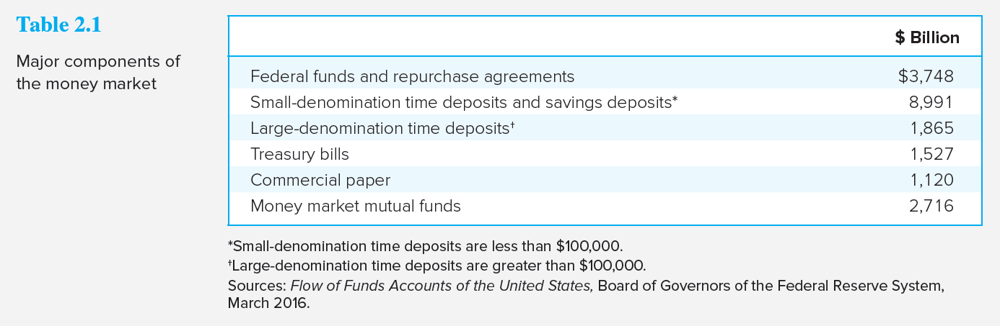 Table 2.1
Major components of
the money market
$ Billion
Federal funds and repurchase agreements $3,748
Small-denomination time deposits and savings deposits* 8,991
Large-denomination time deposits† 1,865
Treasury bills 1,527
Commercial paper 1,120
Money market mutual funds 2,716
*Small-denomination time deposits are less than $100,000.
†Large-denomination time deposits are greater than $100,000.
Sources: Flow of Funds Accounts of the United States, Board of Governors of the Federal Reserve System,
March 2016.